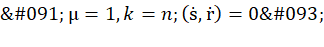 &#091; μ = 1, k = n; (ṡ, ṙ) = 0&#093;